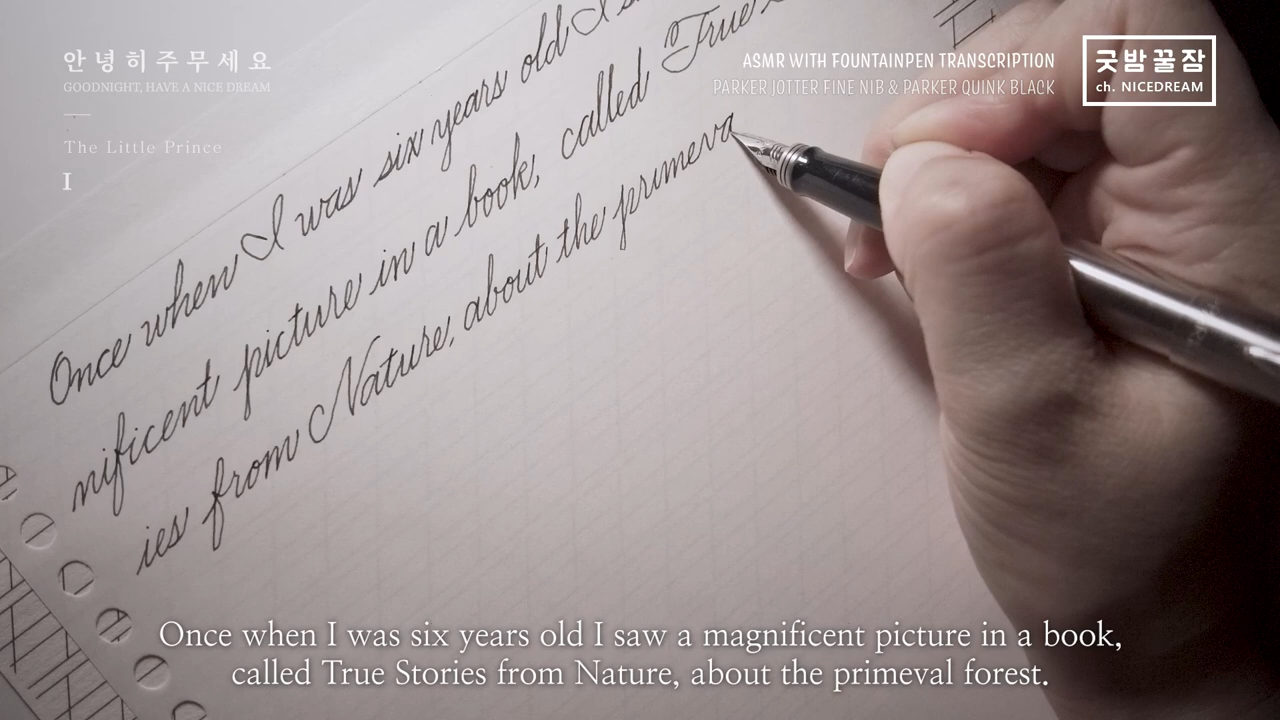 안녕히주무세요
GOODNIGHT, HAVE A NICE DREAM
The Little Prince
I
ASMR WITH FOUNTAINPEN TRANSCRIPTION
PARKER JOTTER FINE NIB & PARKER QUINK BLACK
굿밤꿀잠
ch. NICEDREAM
Once when I was six years old I s
nificent picture in a book, called True
ies from Nature, about the primeva
Once when I was six years old I saw a magnificent picture in a book,
called True Stories from Nature, about the primeval forest.